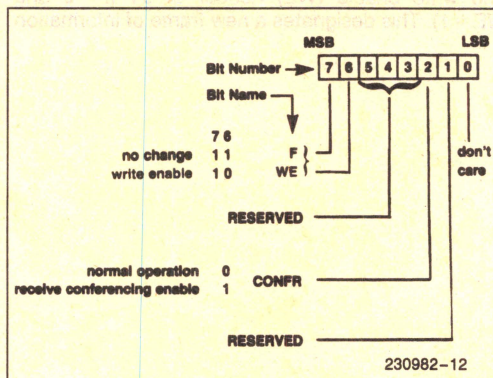 MSB LSB
Bit Number 7 6 5 4 3 2 1 0
Bit Name
7 6
no change 1 1 F don't
write enable 1 0 WE care
RESERVED
normal operation 0
receive conferencing enable 1 CONFR
RESERVED
230982–12